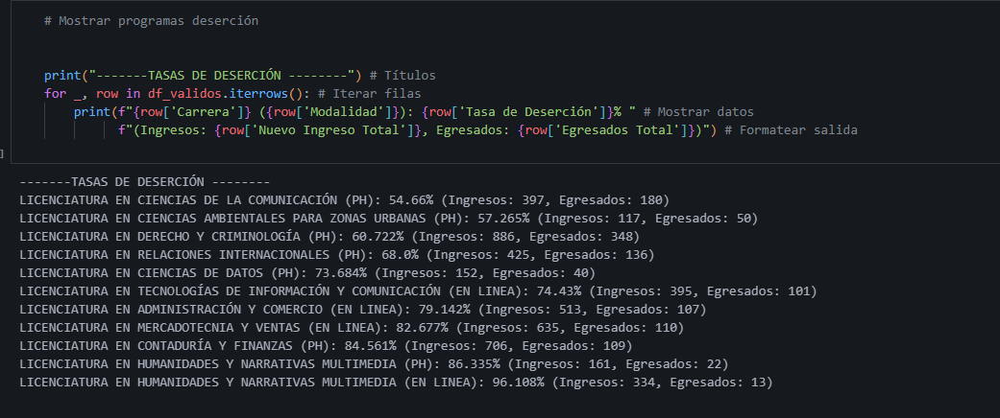 # Mostrar programas deserción
print("-------TASAS DE DESERCIÓN --------") # Títulos
for _, row in df_validos.iterrows(): # Iterar filas
print(f"{row['Carrera']} ({row['Modalidad']}): {row['Tasa de Deserción']}% " # Mostrar datos
f"(Ingresos: {row['Nuevo Ingreso Total']}, Egresados: {row['Egresados Total']})") # Formatear salida
]
-------TASAS DE DESERCIÓN --------
LICENCIATURA EN CIENCIAS DE LA COMUNICACIÓN (PH): 54.66% (Ingresos: 397, Egresados: 180)
LICENCIATURA EN CIENCIAS AMBIENTALES PARA ZONAS URBANAS (PH): 57.265% (Ingresos: 117, Egresados: 50)
LICENCIATURA EN DERECHO Y CRIMINOLOGÍA (PH): 60.722% (Ingresos: 886, Egresados: 348)
LICENCIATURA EN RELACIONES INTERNACIONALES (PH): 68.0% (Ingresos: 425, Egresados: 136)
LICENCIATURA EN CIENCIAS DE DATOS (PH): 73.684% (Ingresos: 152, Egresados: 40)
LICENCIATURA EN TECNOLOGÍAS DE INFORMACIÓN Y COMUNICACIÓN (EN LINEA): 74.43% (Ingresos: 395, Egresados: 101)
LICENCIATURA EN ADMINISTRACIÓN Y COMERCIO (EN LINEA): 79.142% (Ingresos: 513, Egresados: 107)
LICENCIATURA EN MERCADOTECNIA Y VENTAS (EN LINEA): 82.677% (Ingresos: 635, Egresados: 110)
LICENCIATURA EN CONTADURÍA Y FINANZAS (PH): 84.561% (Ingresos: 706, Egresados: 109)
LICENCIATURA EN HUMANIDADES Y NARRATIVAS MULTIMEDIA (PH): 86.335% (Ingresos: 161, Egresados: 22)
LICENCIATURA EN HUMANIDADES Y NARRATIVAS MULTIMEDIA (EN LINEA): 96.108% (Ingresos: 334, Egresados: 13)